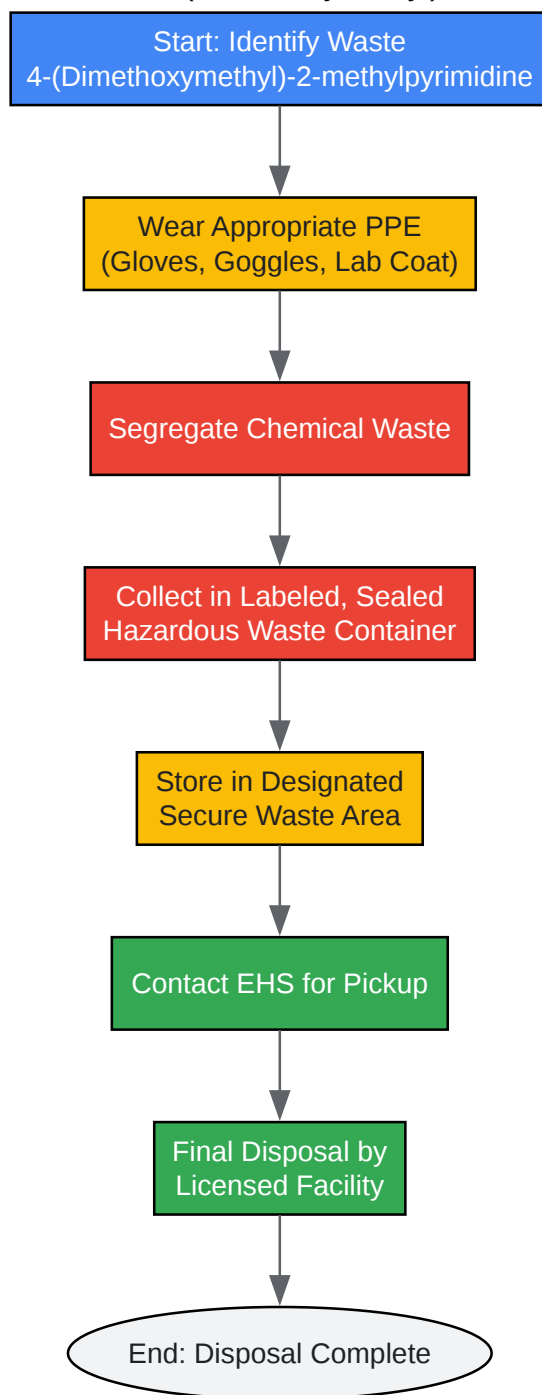 Start: Identify Waste
4-(Dimethoxymethyl)-2-methylpyrimidine
Wear Appropriate PPE
(Gloves, Goggles, Lab Coat)
Segregate Chemical Waste
Collect in Labeled, Sealed
Hazardous Waste Container
Store in Designated
Secure Waste Area
Contact EHS for Pickup
Final Disposal by
Licensed Facility
End: Disposal Complete